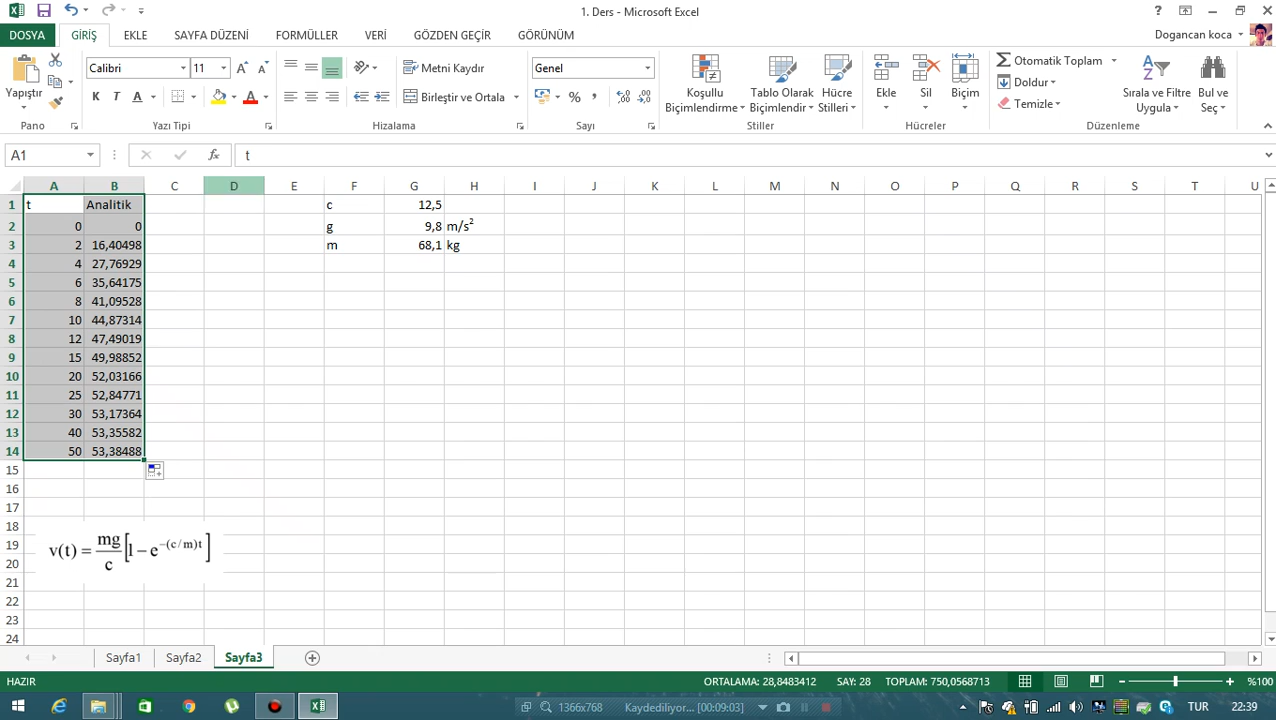 1. Ders - Microsoft Excel
DOSYA GİRİŞ EKLE SAYFA DÜZENİ FORMÜLLER VERİ GÖZDEN GEÇİR GÖRÜNÜM Dogancan koca
Yapıştır
Calibri 11
K T A
Metni Kaydır
Birleştir ve Ortala
Genel
Koşullu Biçimlendirme
Tablo Olarak Biçimlendir
Hücre Stilleri
Ekle Sil Biçim
Otomatik Toplam
Doldur
Temizle
Sırala ve Filtre Uygula
Bul ve Seç
Pano Yazı Tipi Hizalama Sayı Stiller Hücreler Düzenleme
A1 fx t
A B C D E F G H I J K L M N O P Q R S T U
1 t Analitik c 12,5
2 0 0 g 9,8 m/s²
3 2 16,40498 m 68,1 kg
4 4 27,76929
5 6 35,64175
6 8 41,09528
7 10 44,87314
8 12 47,49019
9 15 49,98852
10 20 52,03166
11 25 52,84771
12 30 53,17364
13 40 53,35582
14 50 53,38488
15
16
17
18
19
20
21
22
23
24
v(t) = mg/c [1 − e^−(c/m)t]
Sayfa1 Sayfa2 Sayfa3
HAZIR ORTALAMA: 28,8483412 SAY: 28 TOPLAM: 750,0568713 %100
1366x768 Kaydediliyor... [00:09:03] TUR 22:39